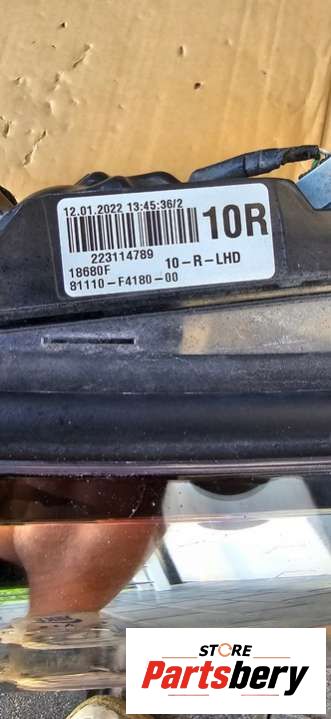 12.01.2022 13:45:36/2
10R
223114789
18680F 10-R-LHD
81110-F4180-00
STORE
Partsbery